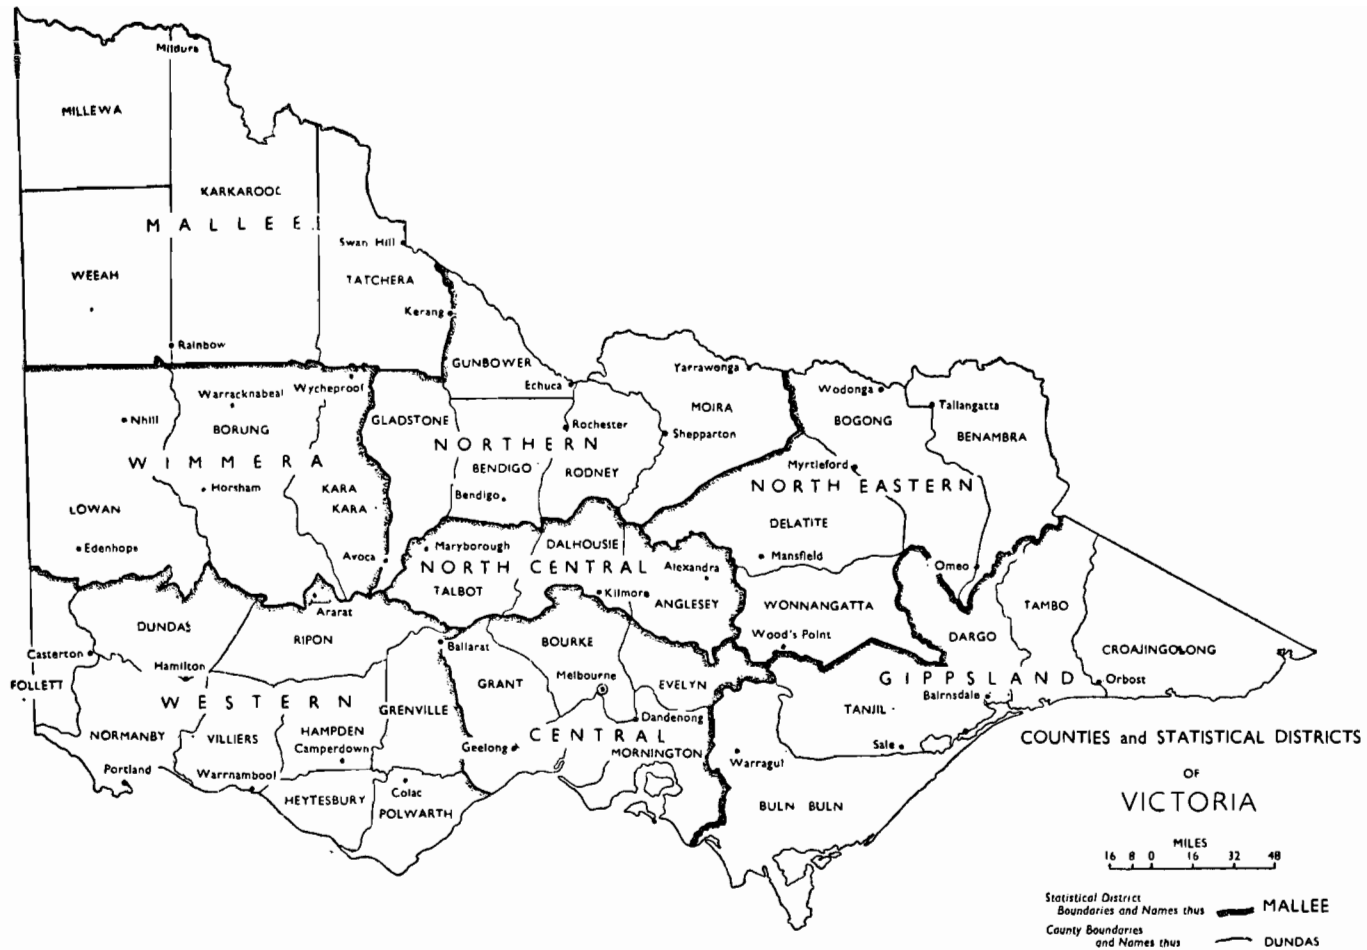 Mildura
MILLEWA
KARKAROOC
MALLEE
Swan Hill
WEEAH
TATCHERA
Kerang
Rainbow
GUNBOWER
Yarrawonga
Echuca
Wycheproof
Wodonga
Warracknabeal
Tallangatta
MOIRA
Nhill
GLADSTONE
BOGONG
Rochester
BORUNG
Shepparton
BENAMBRA
NORTHERN
WIMMERA
BENDIGO
Myrtleford
RODNEY
Horsham
KARA
KARA
NORTH EASTERN
Bendigo
LOWAN
DELATITE
Edenhope
Maryborough
DALHOUSIE
Avoca
Mansfield
NORTH CENTRAL
Alexandra
Omeo
TALBOT
Kilmore
ANGLESEY
WONNANGATTA
TAMBO
Ararat
DUNDAS
RIPON
Wood's Point
DARGO
BOURKE
Ballarat
CROAJINGOLONG
Casterton
Hamilton
Melbourne
GIPPSLAND
Orbost
FOLLETT
GRANT
EVELYN
Bairnsdale
WESTERN
GRENVILLE
TANJIL
Dandenong
HAMPDEN
NORMANBY
VILLIERS
CENTRAL
Camperdown
Geelong
Sale
MORNINGTON
Warragul
Portland
Warrnambool
Colac
HEYTESBURY
POLWARTH
BULN BULN
COUNTIES and STATISTICAL DISTRICTS
OF
VICTORIA
MILES
16 8 0 16 32 48
Statistical District
Boundaries and Names thus MALLEE
County Boundaries
and Names thus DUNDAS